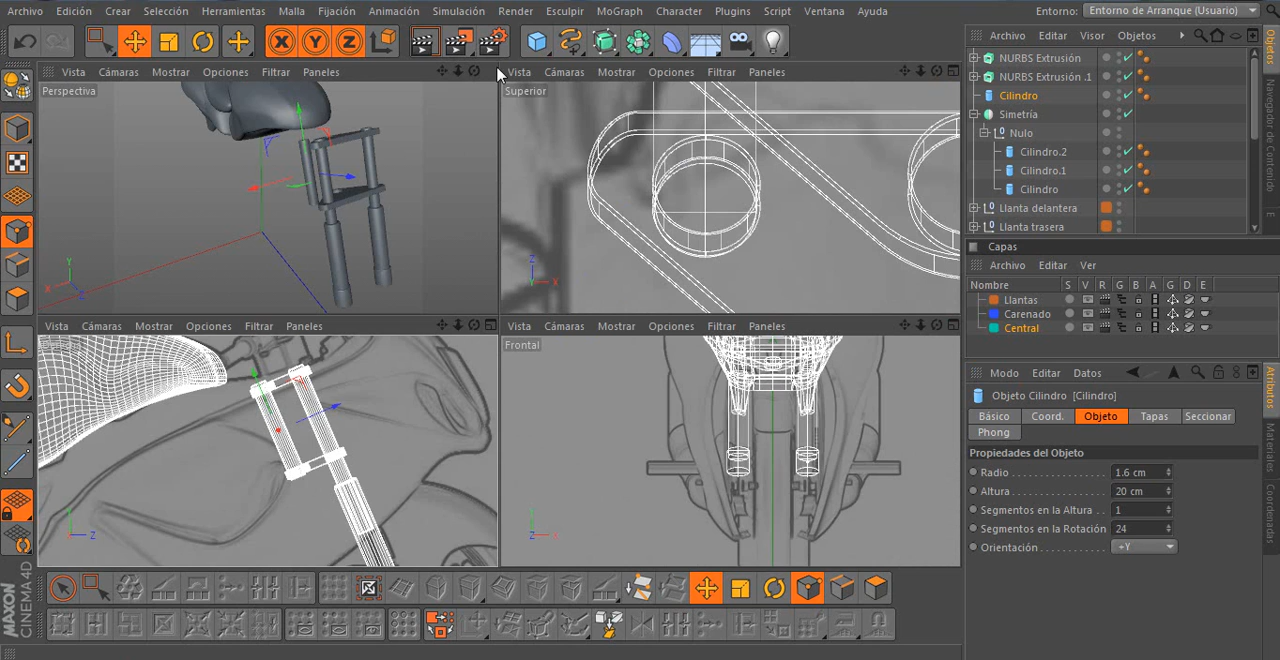 Archivo Edición Crear Selección Herramientas Malla Fijación Animación Simulación Render Esculpir MoGraph Character Plugins Script Ventana Ayuda Entorno: Entorno de Arranque (Usuario)
X Y Z
Archivo Editar Visor Objetos
Objetos
Navegador de Contenido
E
NURBS Extrusión
NURBS Extrusión .1
Cilindro
Simetría
Nulo
Cilindro.2
Cilindro.1
Cilindro
Llanta delantera
Llanta trasera
Vista Cámaras Mostrar Opciones Filtrar Paneles
Perspectiva
Y
X
Z
Vista Cámaras Mostrar Opciones Filtrar Paneles
Superior
Z
X
Vista Cámaras Mostrar Opciones Filtrar Paneles
Y
Z
Vista Cámaras Mostrar Opciones Filtrar Paneles
Frontal
Y
Z
Capas
Archivo Editar Ver
Nombre S V R G B A G D E
Llantas
Carenado
Central
Modo Editar Datos
Objeto Cilindro [Cilindro]
Básico Coord. Objeto Tapas Seccionar
Phong
Propiedades del Objeto
Radio 1.6 cm
Altura 20 cm
Segmentos en la Altura 1
Segmentos en la Rotación 24
Orientación +Y
Atributos
Materiales
Coordenadas
MAXON
CINEMA 4D